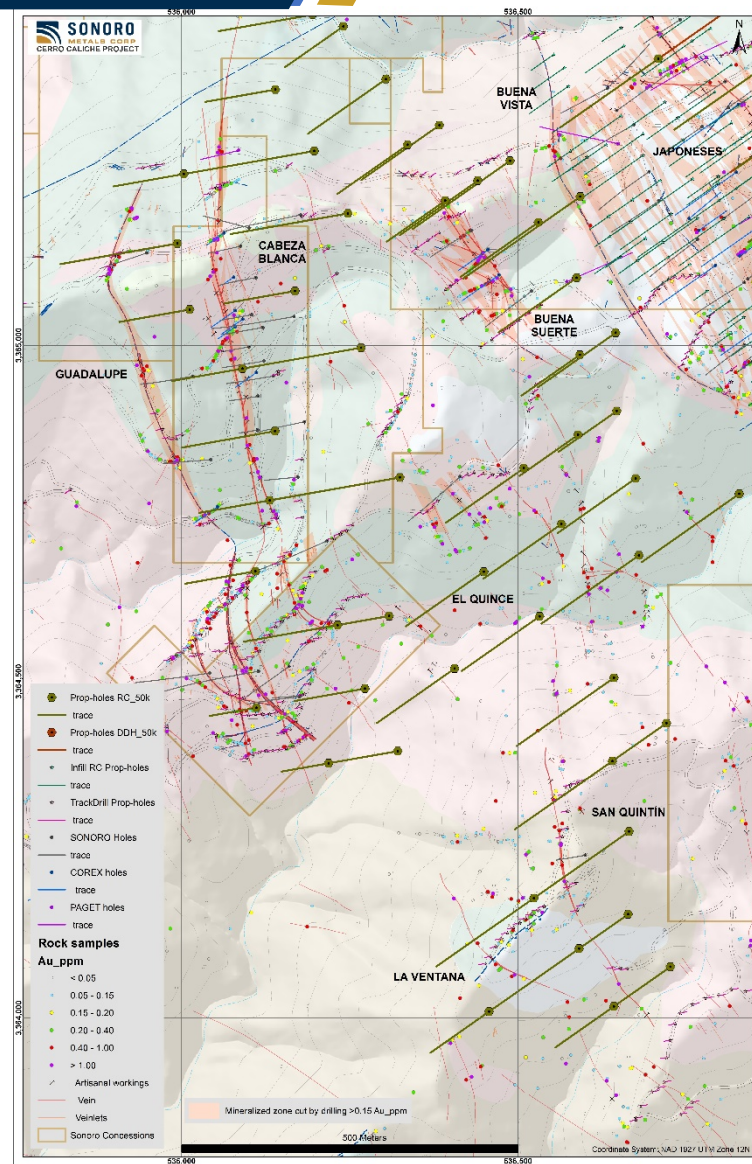 SONORO
METALS CORP
CERRO CALICHE PROJECT
536,000
536,500
N
BUENA
VISTA
JAPONESES
CABEZA
BLANCA
BUENA
SUERTE
3,365,000
GUADALUPE
EL QUINCE
3,364,500
SAN QUINTÍN
LA VENTANA
3,364,000
Prop-holes RC_50k
trace
Prop-holes DDH_50k
trace
Infill RC Prop-holes
trace
TrackDrill Prop-holes
trace
SONORO Holes
trace
COREX holes
trace
PAGET holes
trace
Rock samples
Au_ppm
< 0.05
0.05 - 0.15
0.15 - 0.20
0.20 - 0.40
0.40 - 1.00
> 1.00
Artisanal workings
Vein
Veinlets
Sonoro Concessions
Mineralized zone cut by drilling >0.15 Au_ppm
500 Meters
Coordinate System: NAD 1927 UTM Zone 12N
536,000
536,500